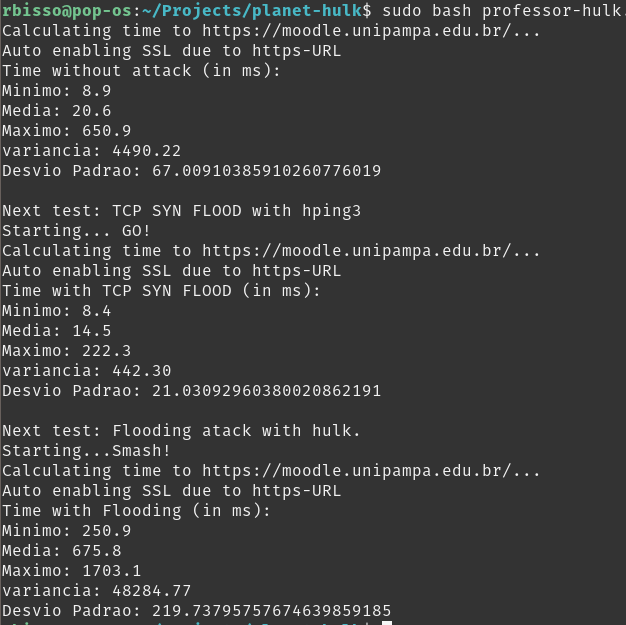 rbisso@pop-os:~/Projects/planet-hulk$ sudo bash professor-hulk.
Calculating time to https://moodle.unipampa.edu.br/...
Auto enabling SSL due to https-URL
Time without attack (in ms):
Minimo: 8.9
Media: 20.6
Maximo: 650.9
variancia: 4490.22
Desvio Padrao: 67.00910385910260776019
Next test: TCP SYN FLOOD with hping3
Starting... GO!
Calculating time to https://moodle.unipampa.edu.br/...
Auto enabling SSL due to https-URL
Time with TCP SYN FLOOD (in ms):
Minimo: 8.4
Media: 14.5
Maximo: 222.3
variancia: 442.30
Desvio Padrao: 21.03092960380020862191
Next test: Flooding atack with hulk.
Starting...Smash!
Calculating time to https://moodle.unipampa.edu.br/...
Auto enabling SSL due to https-URL
Time with Flooding (in ms):
Minimo: 250.9
Media: 675.8
Maximo: 1703.1
variancia: 48284.77
Desvio Padrao: 219.73795757674639859185